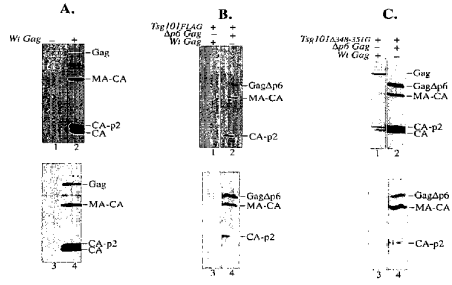 A.
Wt Gag − +
Gag
MA-CA
CA-p2
CA
1 2
Gag
MA-CA
CA-p2
CA
3 4
B.
Tsg101FLAG + +
Δp6 Gag − +
Wt Gag + −
GagΔp6
MA-CA
CA-p2
1 2
GagΔp6
MA-CA
CA-p2
3 4
C.
Tsg101Δ348-351G + +
Δp6 Gag − +
Wt Gag + −
Gag
GagΔp6
MA-CA
CA-p2
CA
1 2
GagΔp6
MA-CA
CA-p2
3 4